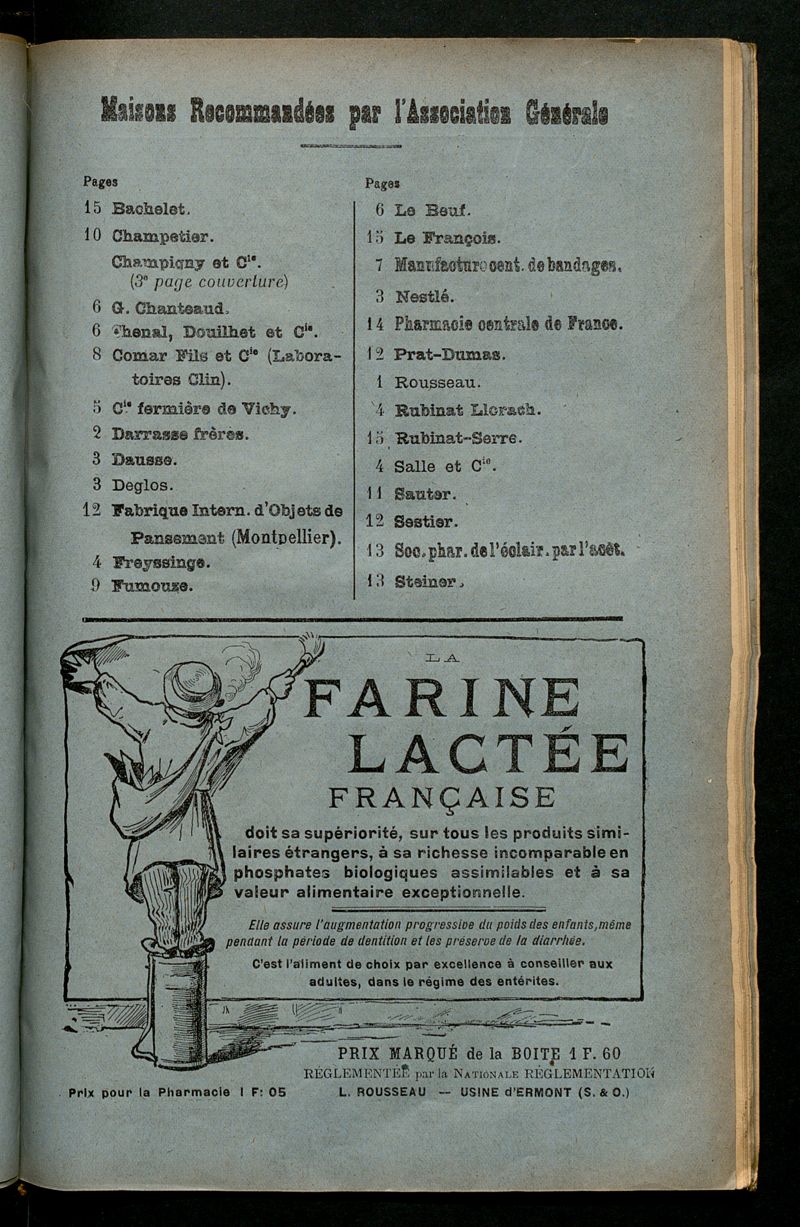 Maisons Recommandées par l'Association Générale
Pages
15 Bachelet.
10 Champetier.
Champigny et Cie.
(3e page couverture)
6 G. Chanteaud.
6 Chenal, Douilhet et Cie.
8 Comar Fils et Cie (Labora-
toires Clin).
5 Cie fermière de Vichy.
2 Darrasse frères.
3 Dausse.
3 Deglos.
12 Fabrique Intern. d'Objets de
Pansement (Montpellier).
4 Freyssinge.
9 Fumouze.
Pages
6 Le Beuf.
15 Le François.
7 Manufacture cent. de bandages.
3 Nestlé.
14 Pharmacie centrale de France.
12 Prat-Dumas.
1 Rousseau.
4 Rubinat Llorach.
15 Rubinat-Serre.
4 Salle et Cie.
11 Sauter.
12 Sestier.
13 Soc. phar. de l'éclair. par l'acét.
13 Steiner.
LA
FARINE
LACTÉE
FRANÇAISE
doit sa supériorité, sur tous les produits simi-
laires étrangers, à sa richesse incomparable en
phosphates biologiques assimilables et à sa
valeur alimentaire exceptionnelle.
Elle assure l'augmentation progressive du poids des enfants, même
pendant la période de dentition et les préserve de la diarrhée.
C'est l'aliment de choix par excellence à conseiller aux
adultes, dans le régime des entérites.
PRIX MARQUÉ de la BOITE 1 F. 60
RÉGLEMENTÉE par la NATIONALE RÉGLEMENTATION
Prix pour la Pharmacie 1 F: 05
L. ROUSSEAU — USINE d'ERMONT (S. & O.)